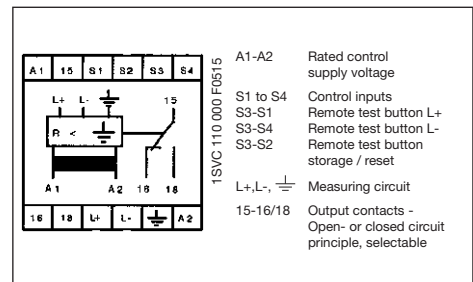 A1 15 S1 S2 S3 S4
L+ L- 15
R <
A1 A2 16 18
16 18 L+ L- A2
1SVC 110 000 F0515
A1-A2 Rated control
supply voltage
S1 to S4 Control inputs
S3-S1 Remote test button L+
S3-S4 Remote test button L-
S3-S2 Remote test button
storage / reset
L+,L-, Measuring circuit
15-16/18 Output contacts -
Open- or closed circuit
principle, selectable